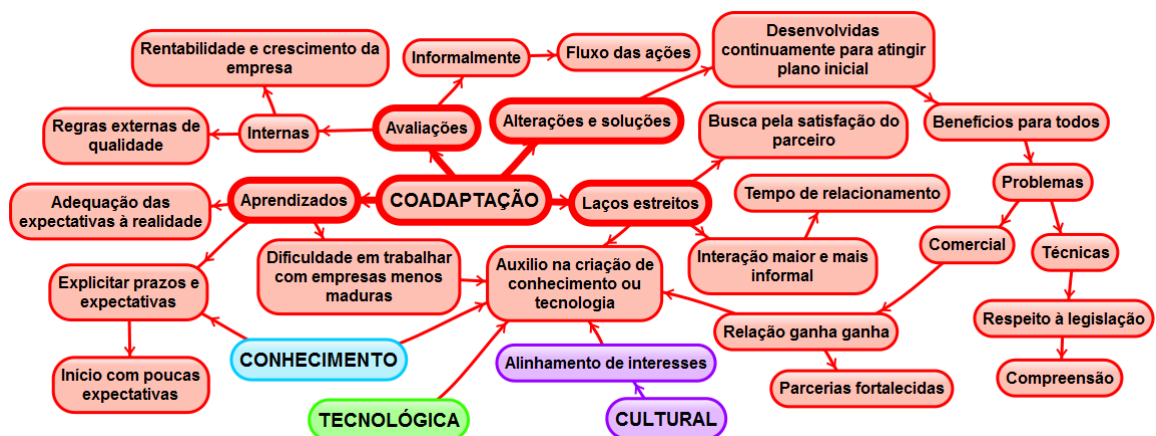 Rentabilidade e crescimento da
empresa
Informalmente
Fluxo das ações
Desenvolvidas
continuamente para atingir
plano inicial
Regras externas de
qualidade
Internas
Avaliações
Alterações e soluções
Busca pela satisfação do
parceiro
Benefícios para todos
Adequação das
expectativas à realidade
Aprendizados
COADAPTAÇÃO
Laços estreitos
Tempo de relacionamento
Problemas
Explicitar prazos e
expectativas
Dificuldade em trabalhar
com empresas menos
maduras
Auxilio na criação de
conhecimento ou
tecnologia
Interação maior e mais
informal
Comercial
Técnicas
Início com poucas
expectativas
CONHECIMENTO
Alinhamento de interesses
Relação ganha ganha
Respeito à legislação
TECNOLÓGICA
CULTURAL
Parcerias fortalecidas
Compreensão